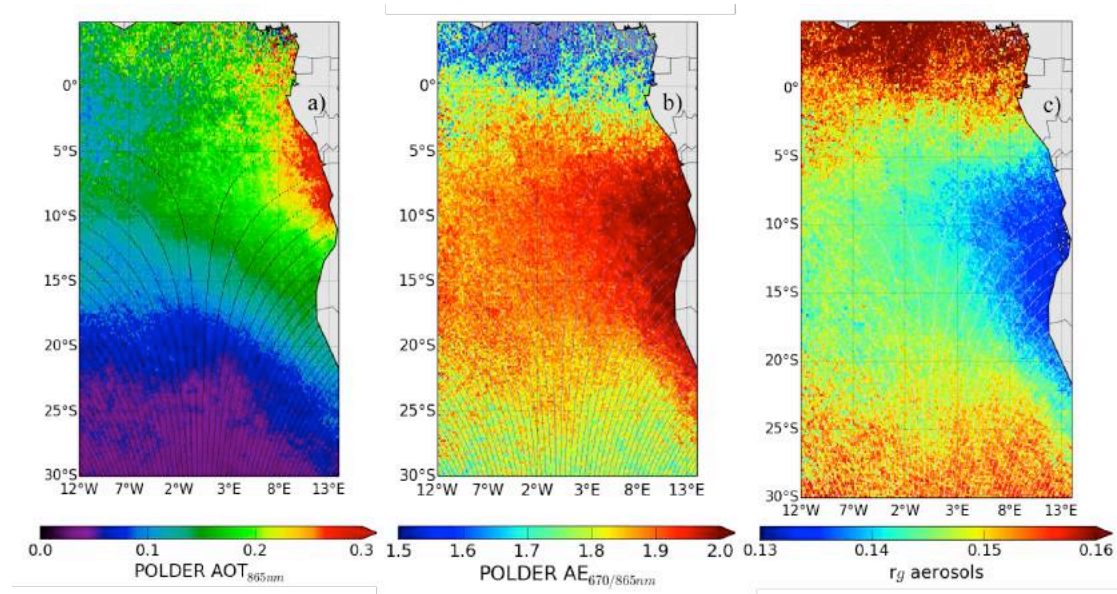 a)
0°
5°S
10°S
15°S
20°S
25°S
30°S
12°W 7°W 2°W 3°E 8°E 13°E
0.0 0.1 0.2 0.3
POLDER AOT865nm
b)
0°
5°S
10°S
15°S
20°S
25°S
30°S
12°W 7°W 2°W 3°E 8°E 13°E
1.5 1.6 1.7 1.8 1.9 2.0
POLDER AE670/865nm
c)
0°
5°S
10°S
15°S
20°S
25°S
30°S
12°W 7°W 2°W 3°E 8°E 13°E
0.13 0.14 0.15 0.16
rg aerosols